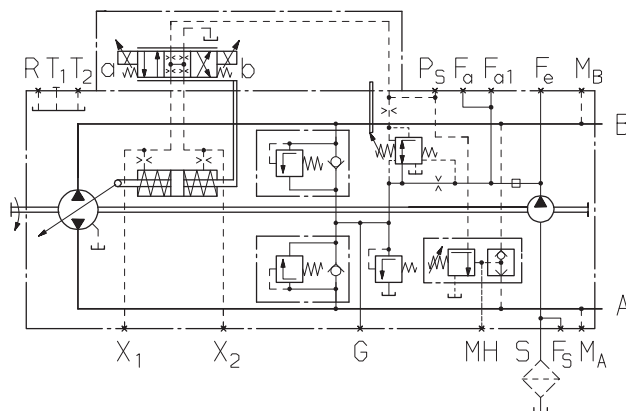 a b
R T1 T2 PS Fa Fa1 Fe MB
B
A
X1 X2 G MH S FS MA